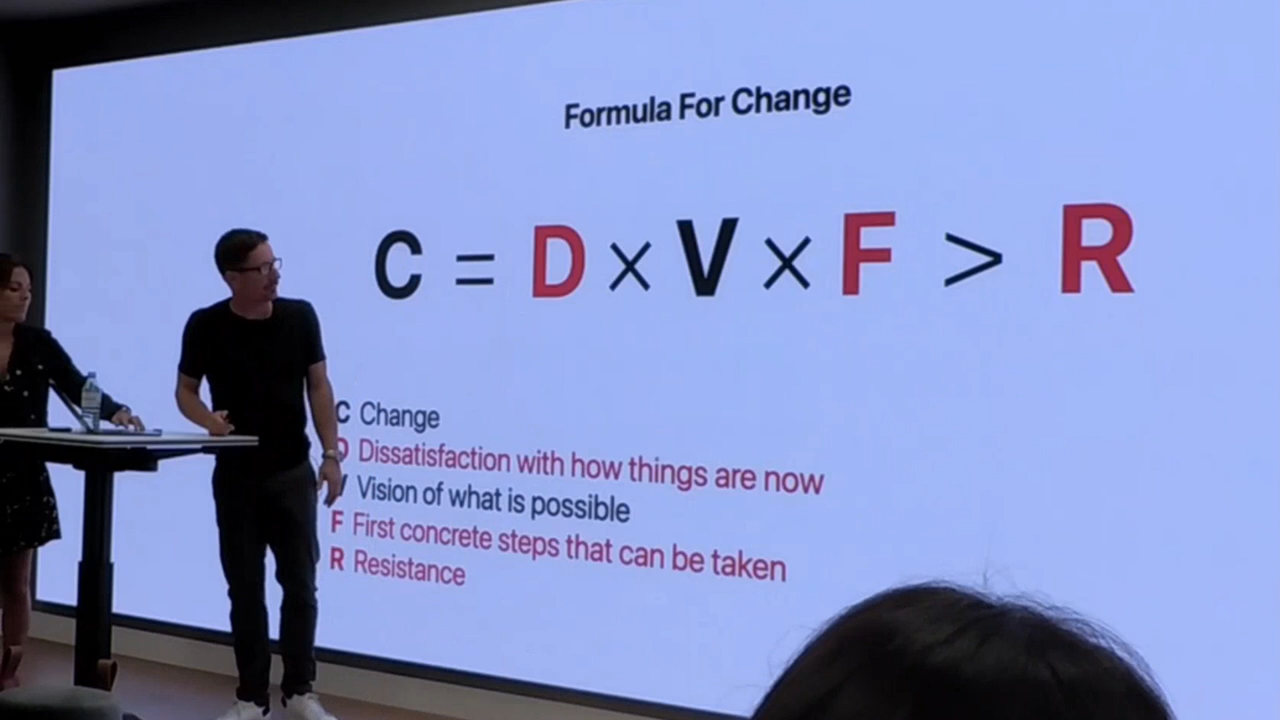 Formula For Change
C = D × V × F > R
C Change
D Dissatisfaction with how things are now
V Vision of what is possible
F First concrete steps that can be taken
R Resistance